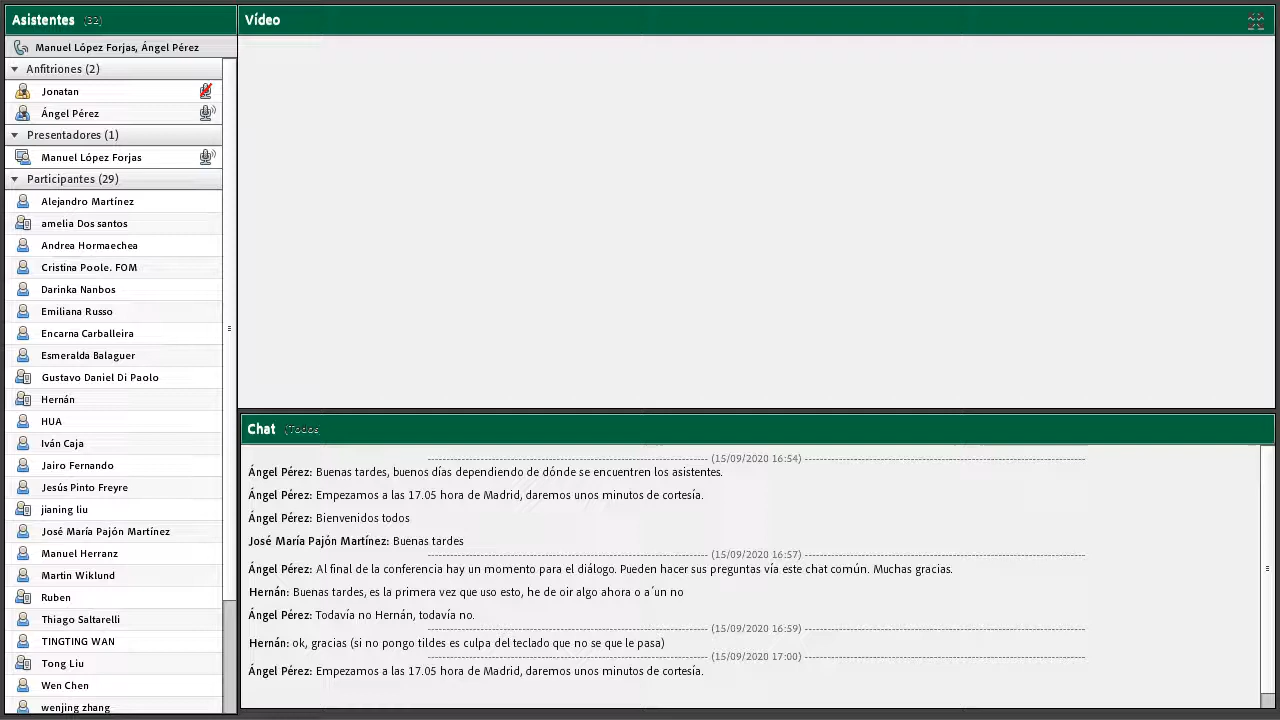 Asistentes (32)
Manuel López Forjas, Ángel Pérez
Anfitriones (2)
Jonatan
Ángel Pérez
Presentadores (1)
Manuel López Forjas
Participantes (29)
Alejandro Martínez
amelia Dos santos
Andrea Hormaechea
Cristina Poole. FOM
Darinka Nanbos
Emiliana Russo
Encarna Carballeira
Esmeralda Balaguer
Gustavo Daniel Di Paolo
Hernán
HUA
Iván Caja
Jairo Fernando
Jesús Pinto Freyre
jianing liu
José María Pajón Martínez
Manuel Herranz
Martin Wiklund
Ruben
Thiago Saltarelli
TINGTING WAN
Tong Liu
Wen Chen
wenjing zhang
Vídeo
Chat (Todos
(15/09/2020 16:54)
Ángel Pérez: Buenas tardes, buenos días dependiendo de dónde se encuentren los asistentes.
Ángel Pérez: Empezamos a las 17.05 hora de Madrid, daremos unos minutos de cortesía.
Ángel Pérez: Bienvenidos todos
José María Pajón Martínez: Buenas tardes
(15/09/2020 16:57)
Ángel Pérez: Al final de la conferencia hay un momento para el diálogo. Pueden hacer sus preguntas vía este chat común. Muchas gracias.
Hernán: Buenas tardes, es la primera vez que uso esto, he de oir algo ahora o a´un no
Ángel Pérez: Todavía no Hernán, todavía no.
(15/09/2020 16:59)
Hernán: ok, gracias (si no pongo tildes es culpa del teclado que no se que le pasa)
(15/09/2020 17:00)
Ángel Pérez: Empezamos a las 17.05 hora de Madrid, daremos unos minutos de cortesía.